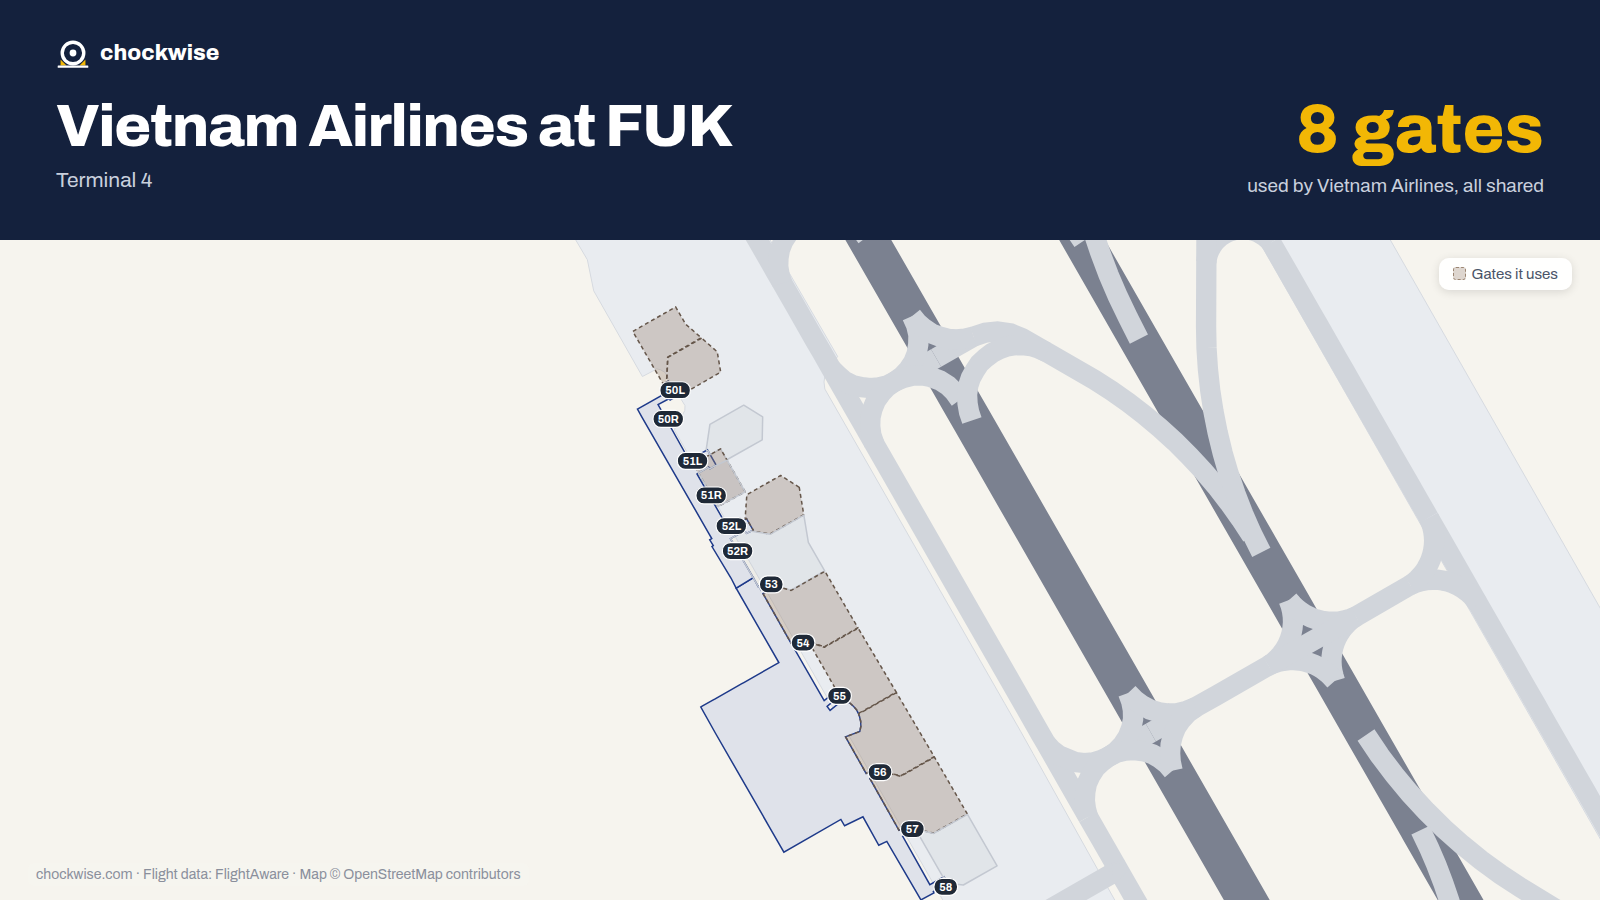 chockwise
Vietnam Airlines at FUK
Terminal 4
8 gates
used by Vietnam Airlines, all shared
Gates it uses
50L
50R
51L
51R
52L
52R
53
54
55
56
57
58
chockwise.com · Flight data: FlightAware · Map © OpenStreetMap contributors